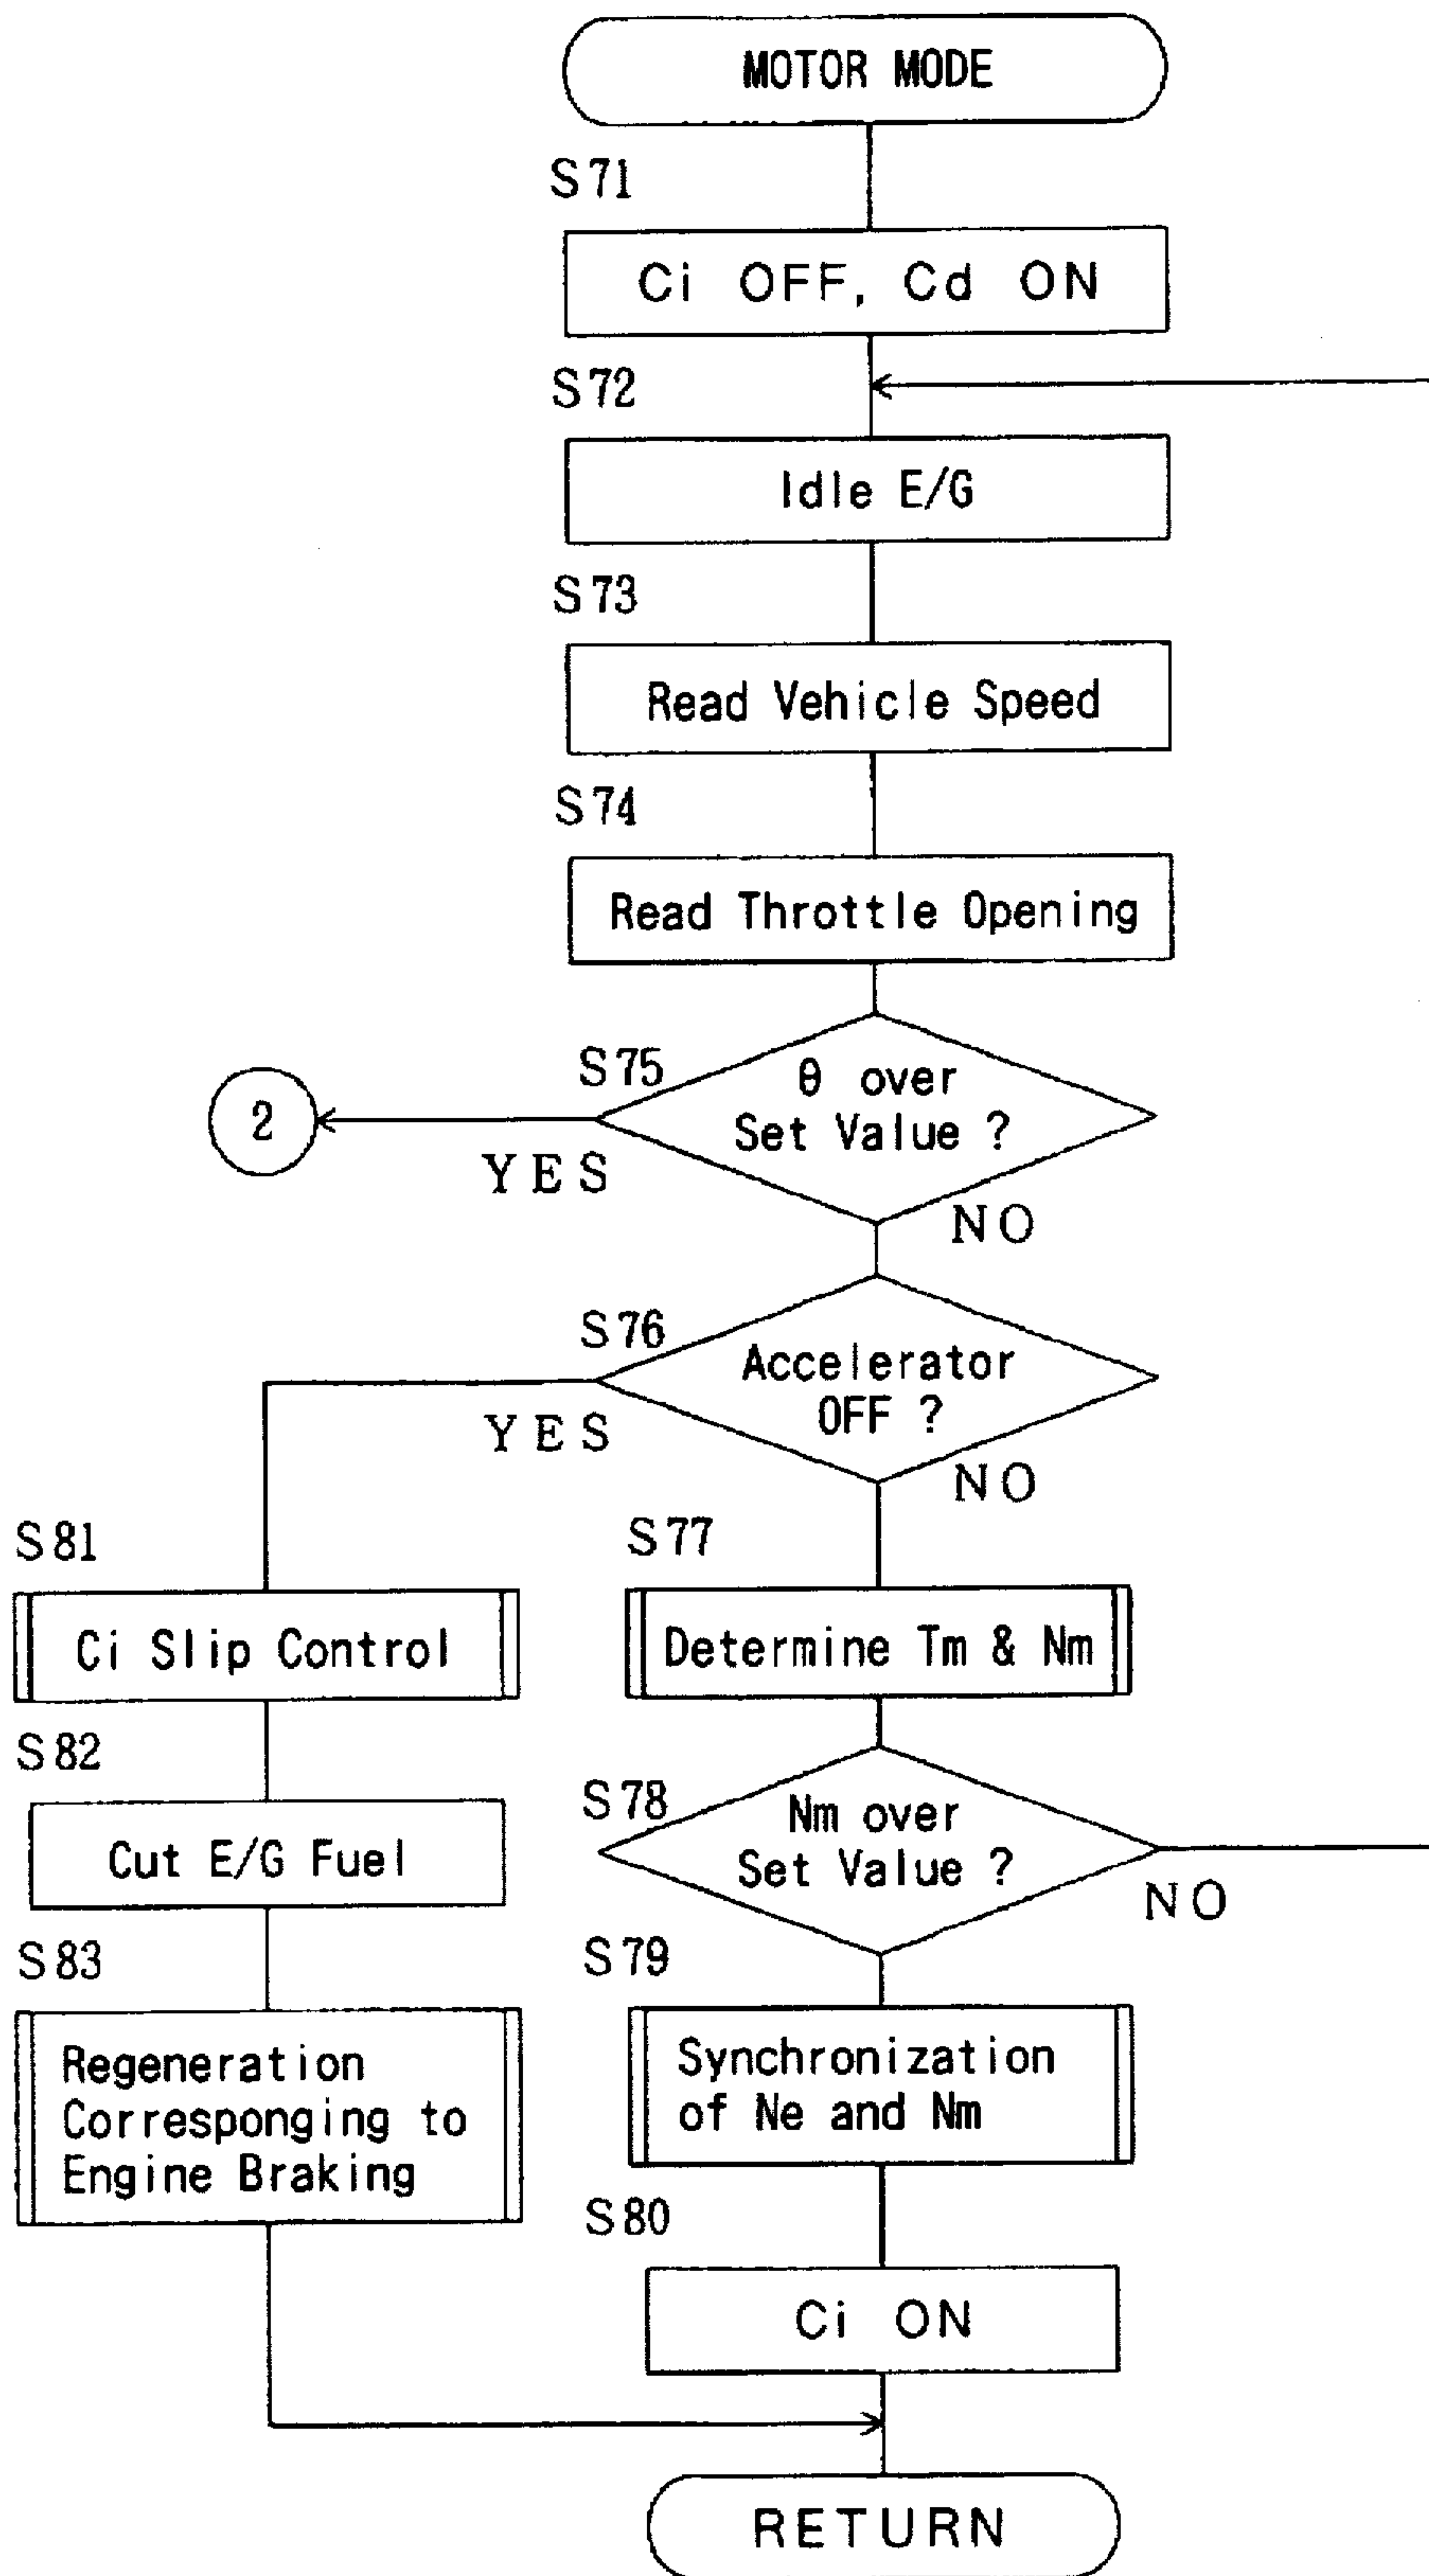 MOTOR MODE
S71
Ci OFF, Cd ON
S72
Idle E/G
S73
Read Vehicle Speed
S74
Read Throttle Opening
S75
θ over
Set Value ?
2
YES
NO
S76
Accelerator
OFF ?
YES
NO
S81
Ci Slip Control
S82
Cut E/G Fuel
S83
Regeneration
Corresponging to
Engine Braking
S77
Determine Tm & Nm
S78
Nm over
Set Value ?
NO
S79
Synchronization
of Ne and Nm
S80
Ci ON
RETURN